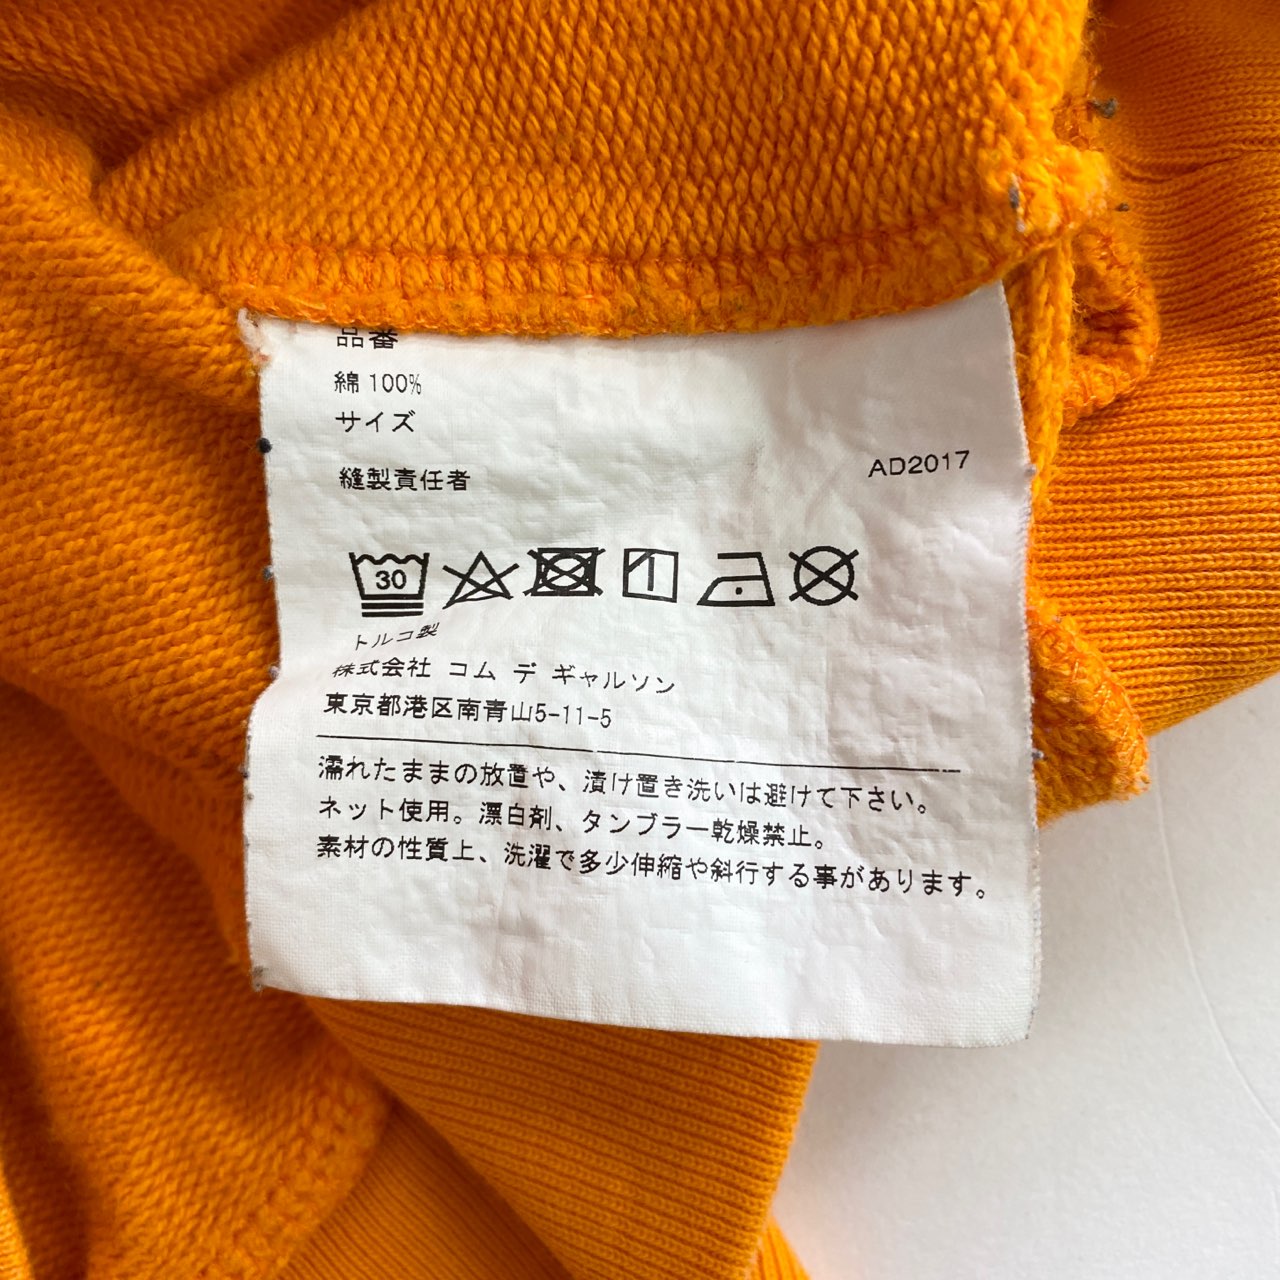 品番
綿 100%
サイズ
縫製責任者
AD2017
30
トルコ製
株式会社 コム デ ギャルソン
東京都港区南青山5-11-5
濡れたままの放置や、漬け置き洗いは避けて下さい。
ネット使用。漂白剤、タンブラー乾燥禁止。
素材の性質上、洗濯で多少伸縮や斜行する事があります。